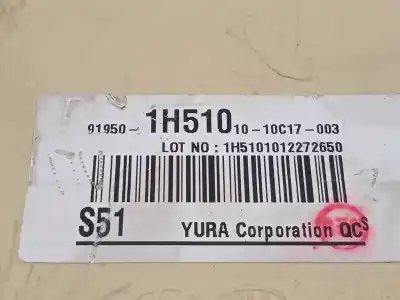 91950- 1H510 10-10C17-003
LOT NO : 1H5101012272650
S51 YURA Corporation QCS